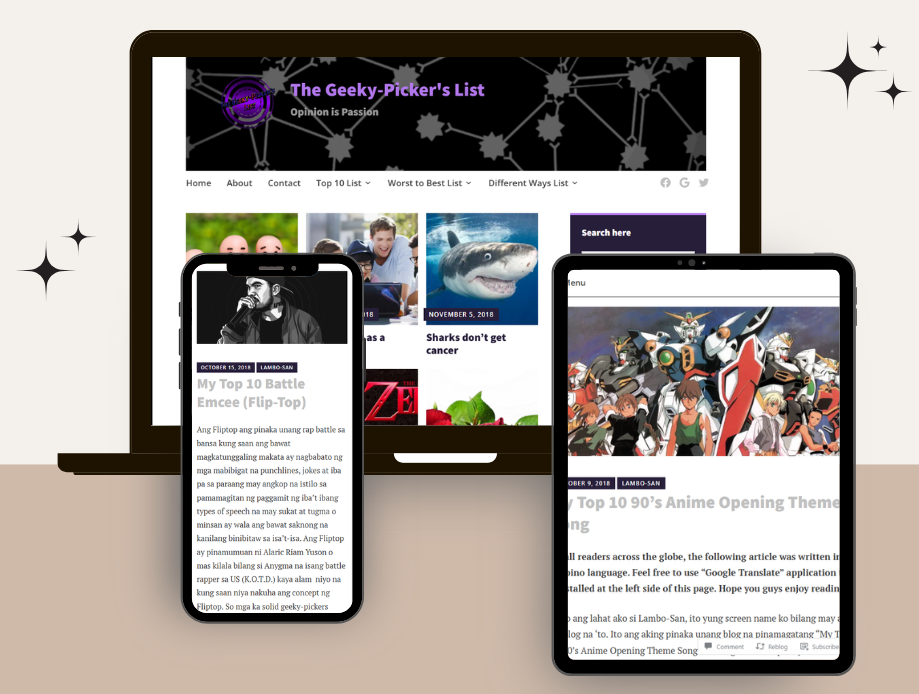 The Geeky-Picker's List
Opinion is Passion
Home About Contact Top 10 List Worst to Best List Different Ways List
Search here
018
NOVEMBER 5, 2018
as a
Sharks don't get
cancer
THE
ZE
OCTOBER 15, 2018 LAMBO-SAN
My Top 10 Battle
Emcee (Flip-Top)
Ang Fliptop ang pinaka unang rap battle sa
bansa kung saan ang bawat
magkatunggaling makata ay nagbabato ng
mga mabibigat na punchlines, jokes at iba
pa sa paraang may angkop na istilo sa
pamamagitan ng paggamit ng iba't ibang
types of speech na may sukat at tugma o
minsan ay wala ang bawat saknong na
kanilang binibitaw sa isa't-isa. Ang Fliptop
ay pinamumuan ni Alaric Riam Yuson o
mas kilala bilang si Anygma na isang battle
rapper sa US (K.O.T.D.) kaya alam niyo na
kung saan niya nakuha ang concept ng
Fliptop. So mga ka solid geeky-pickers
Menu
OBER 9, 2018 LAMBO-SAN
y Top 10 90's Anime Opening Theme
ong
all readers across the globe, the following article was written in
pino language. Feel free to use “Google Translate” application
stalled at the left side of this page. Hope you guys enjoy readin
o ang lahat ako si Lambo-San, ito yung screen name ko bilang may a
log na 'to. Ito ang aking pinaka unang blog na pinamagatang “My T
0's Anime Opening Theme Song
Comment Reblog Subscribe